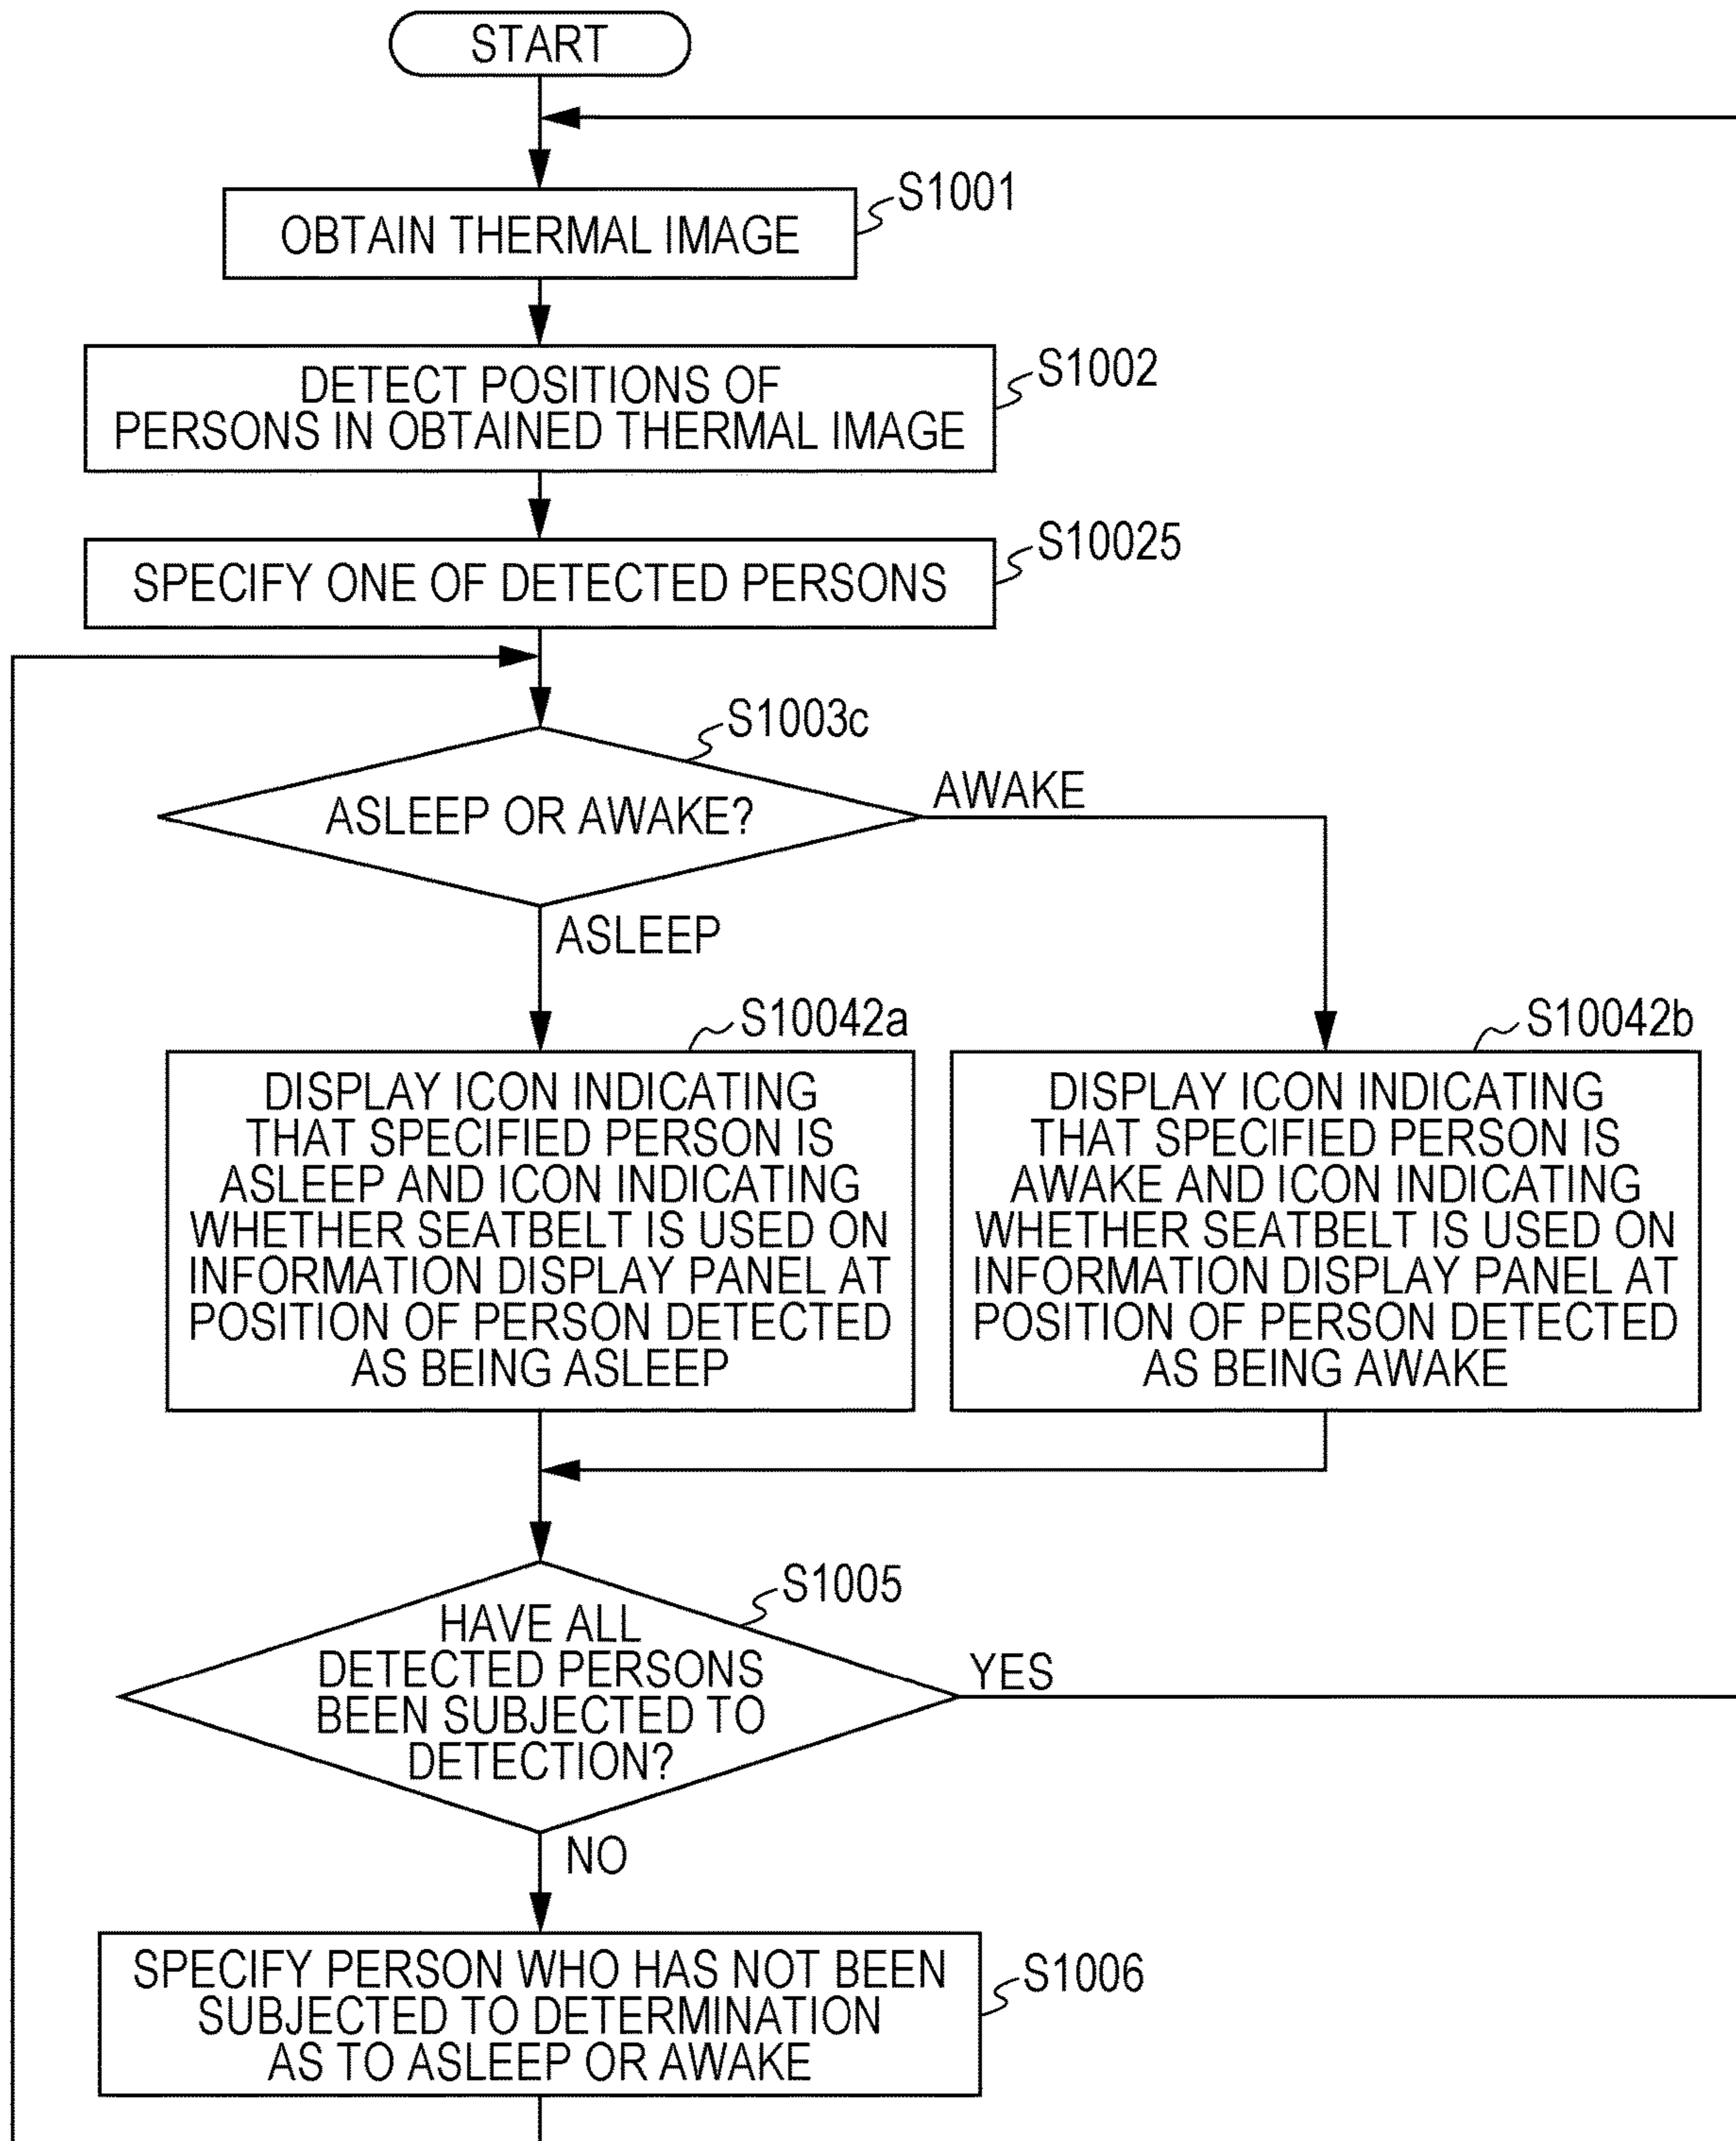 START
S1001
OBTAIN THERMAL IMAGE
S1002
DETECT POSITIONS OF
PERSONS IN OBTAINED THERMAL IMAGE
S10025
SPECIFY ONE OF DETECTED PERSONS
S1003c
ASLEEP OR AWAKE?
AWAKE
ASLEEP
S10042a
DISPLAY ICON INDICATING
THAT SPECIFIED PERSON IS
ASLEEP AND ICON INDICATING
WHETHER SEATBELT IS USED ON
INFORMATION DISPLAY PANEL AT
POSITION OF PERSON DETECTED
AS BEING ASLEEP
S10042b
DISPLAY ICON INDICATING
THAT SPECIFIED PERSON IS
AWAKE AND ICON INDICATING
WHETHER SEATBELT IS USED ON
INFORMATION DISPLAY PANEL AT
POSITION OF PERSON DETECTED
AS BEING AWAKE
S1005
HAVE ALL
DETECTED PERSONS
BEEN SUBJECTED TO
DETECTION?
YES
NO
S1006
SPECIFY PERSON WHO HAS NOT BEEN
SUBJECTED TO DETERMINATION
AS TO ASLEEP OR AWAKE